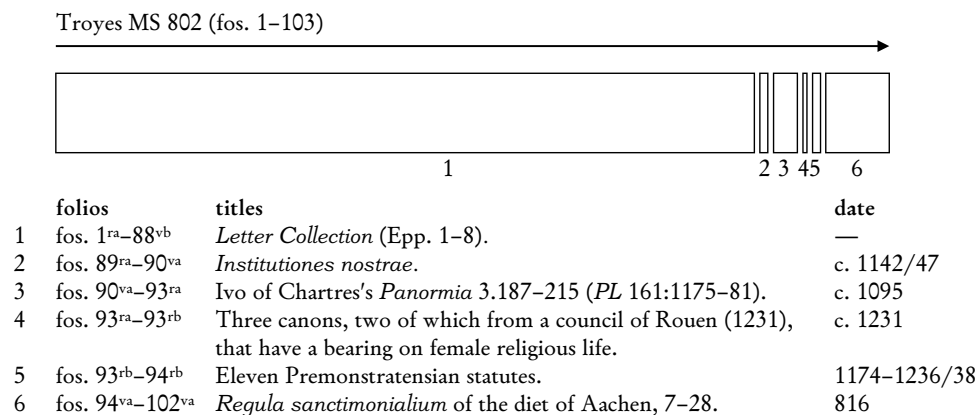 Troyes MS 802 (fos. 1–103)
1 2 3 45 6
folios titles date
1 fos. 1ra–88vb Letter Collection (Epp. 1–8). —
2 fos. 89ra–90va Institutiones nostrae. c. 1142/47
3 fos. 90va–93ra Ivo of Chartres's Panormia 3.187–215 (PL 161:1175–81). c. 1095
4 fos. 93ra–93rb Three canons, two of which from a council of Rouen (1231), c. 1231
that have a bearing on female religious life.
5 fos. 93rb–94rb Eleven Premonstratensian statutes. 1174–1236/38
6 fos. 94va–102va Regula sanctimonialium of the diet of Aachen, 7–28. 816